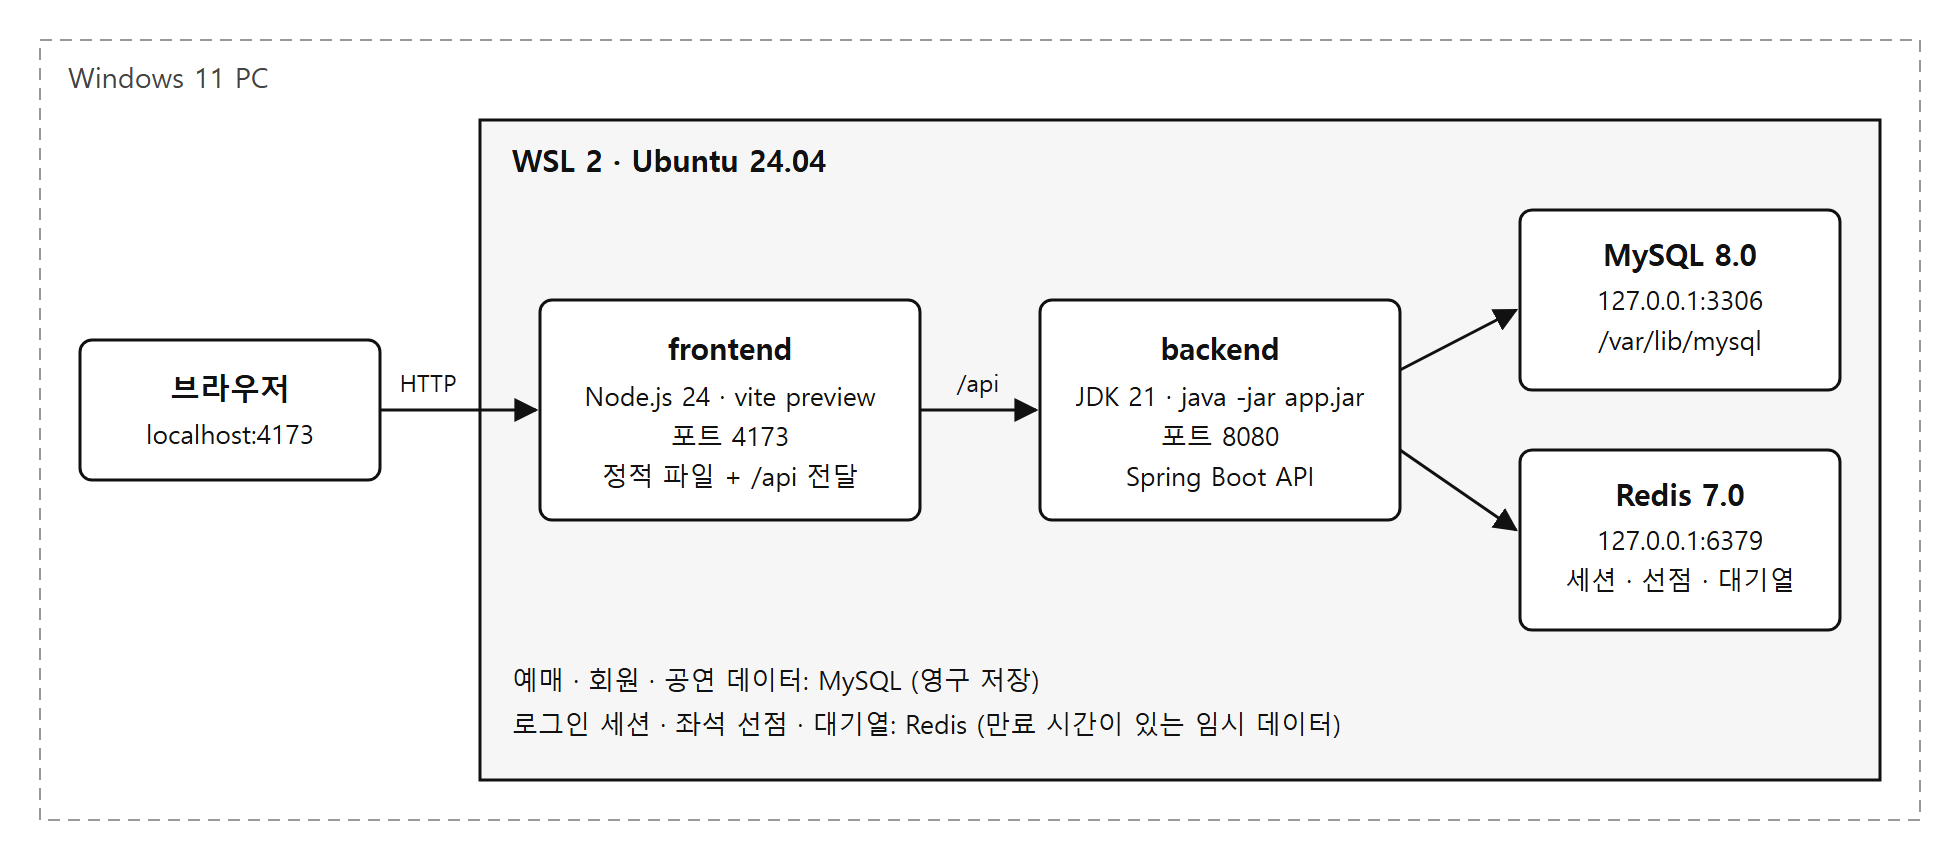 Windows 11 PC
WSL 2 · Ubuntu 24.04
브라우저
localhost:4173
HTTP
frontend
Node.js 24 · vite preview
포트 4173
정적 파일 + /api 전달
/api
backend
JDK 21 · java -jar app.jar
포트 8080
Spring Boot API
MySQL 8.0
127.0.0.1:3306
/var/lib/mysql
Redis 7.0
127.0.0.1:6379
세션 · 선점 · 대기열
예매 · 회원 · 공연 데이터: MySQL (영구 저장)
로그인 세션 · 좌석 선점 · 대기열: Redis (만료 시간이 있는 임시 데이터)